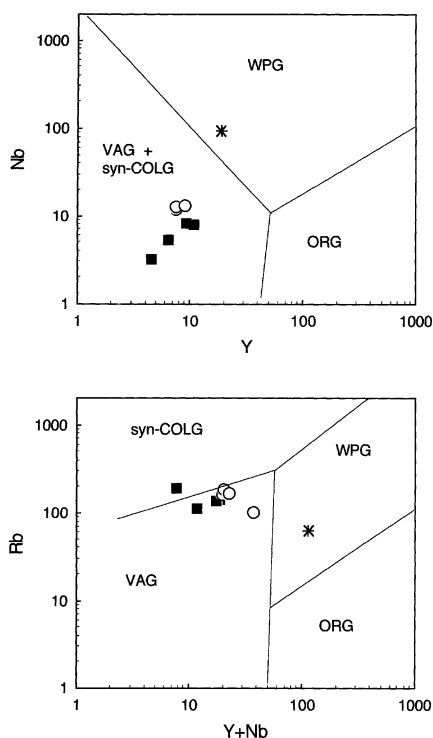 1000
100
10
1
Nb
WPG
VAG +
syn-COLG
ORG
1 10 100 1000
Y
1000
100
10
1
Rb
syn-COLG
WPG
VAG
ORG
1 10 100 1000
Y+Nb